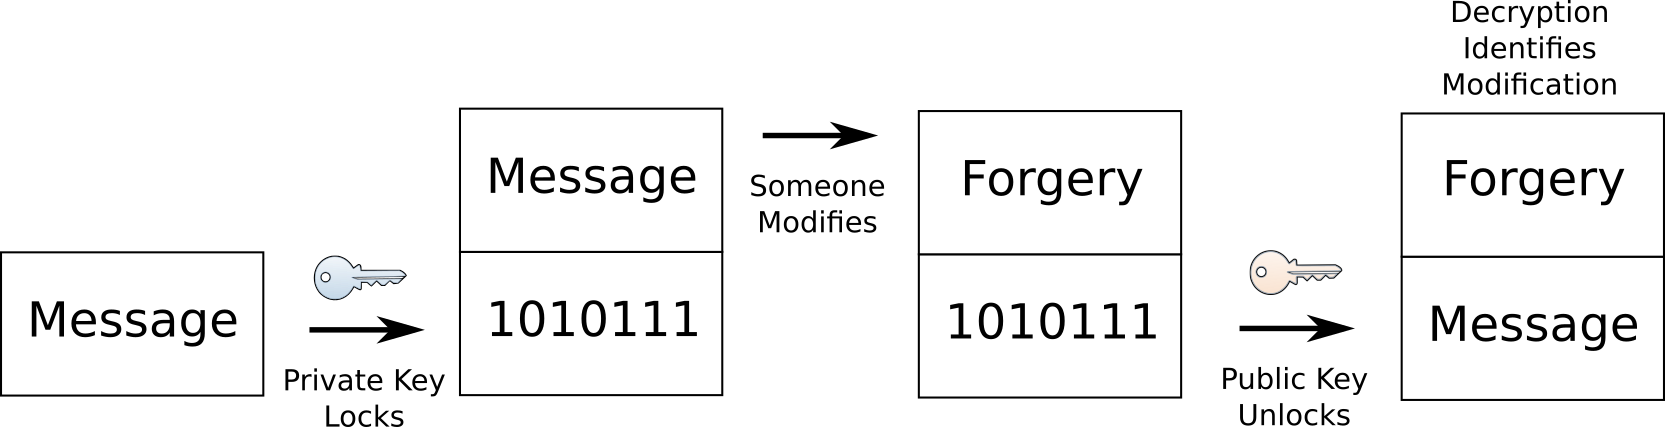 Message
Private Key
Locks
Message
1010111
Someone
Modifies
Forgery
1010111
Public Key
Unlocks
Decryption
Identifies
Modification
Forgery
Message